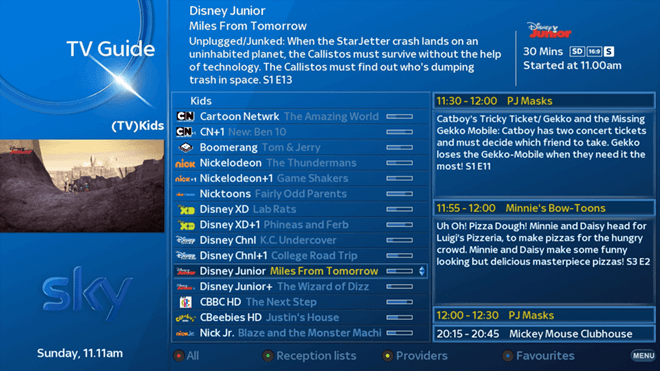 TV Guide
Disney Junior
Miles From Tomorrow
Unplugged/Junked: When the StarJetter crash lands on an
uninhabited planet, the Callistos must survive without the help
of technology. The Callistos must find out who's dumping
trash in space. S1 E13
Disney Junior
30 Mins SD 16:9 S
Started at 11.00am
(TV)Kids
Kids
CN Cartoon Netwrk The Amazing World
CN CN+1 New: Ben 10
Boomerang Tom & Jerry
nick Nickelodeon The Thundermans
nick+1 Nickelodeon+1 Game Shakers
Nicktoons Fairly Odd Parents
XD Disney XD Lab Rats
XD Disney XD+1 Phineas and Ferb
Disney Disney Chnl K.C. Undercover
Disney Disney Chnl+1 College Road Trip
Disney Junior Miles From Tomorrow
Disney Junior+ The Wizard of Dizz
CBBC HD The Next Step
CBeebies HD Justin's House
nick jr. Nick Jr. Blaze and the Monster Machi
11:30 - 12:00 PJ Masks
Catboy's Tricky Ticket/ Gekko and the Missing
Gekko Mobile: Catboy has two concert tickets
and must decide which friend to take. Gekko
loses the Gekko-Mobile when they need it the
most! S1 E11
11:55 - 12:00 Minnie's Bow-Toons
Uh Oh! Pizza Dough! Minnie and Daisy head for
Luigi's Pizzeria, to make pizzas for the hungry
crowd. Minnie and Daisy make some funny
looking but delicious masterpiece pizzas! S3 E2
12:00 - 12:30 PJ Masks
20:15 - 20:45 Mickey Mouse Clubhouse
sky
Sunday, 11.11am
All
Reception lists
Providers
Favourites
MENU